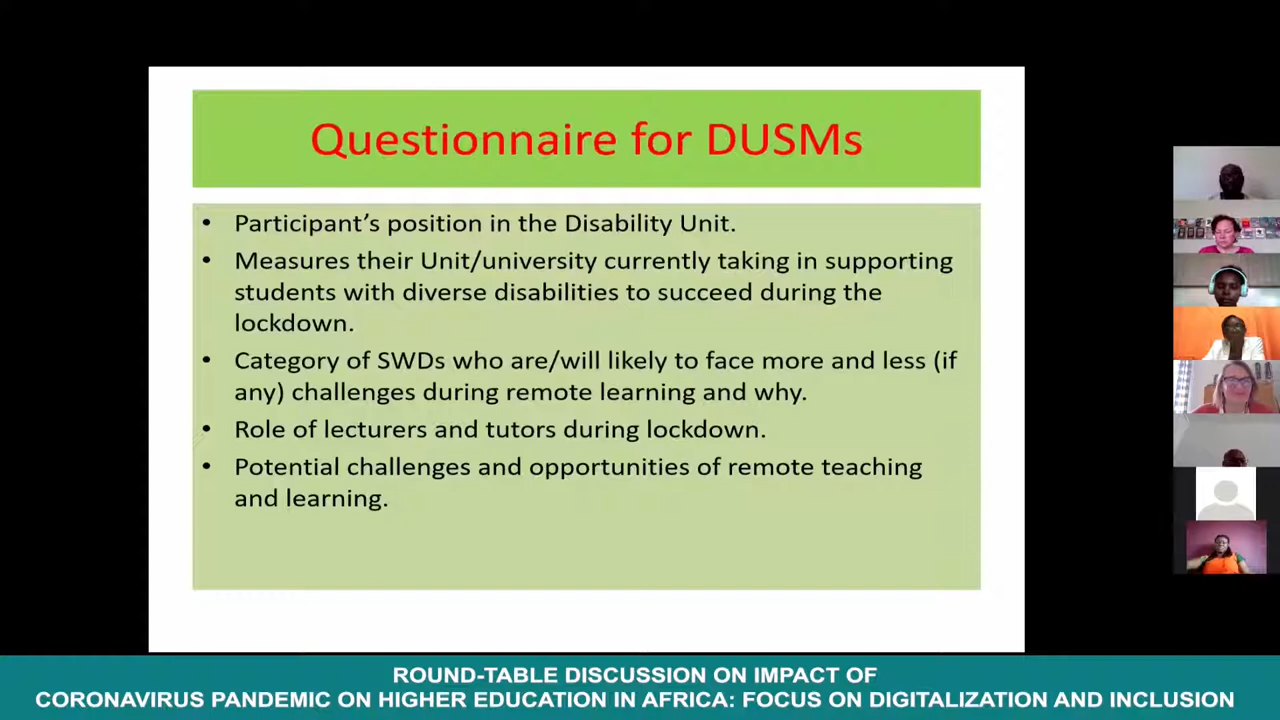 Questionnaire for DUSMs
• Participant's position in the Disability Unit.
• Measures their Unit/university currently taking in supporting
students with diverse disabilities to succeed during the
lockdown.
• Category of SWDs who are/will likely to face more and less (if
any) challenges during remote learning and why.
• Role of lecturers and tutors during lockdown.
• Potential challenges and opportunities of remote teaching
and learning.
ROUND-TABLE DISCUSSION ON IMPACT OF
CORONAVIRUS PANDEMIC ON HIGHER EDUCATION IN AFRICA: FOCUS ON DIGITALIZATION AND INCLUSION